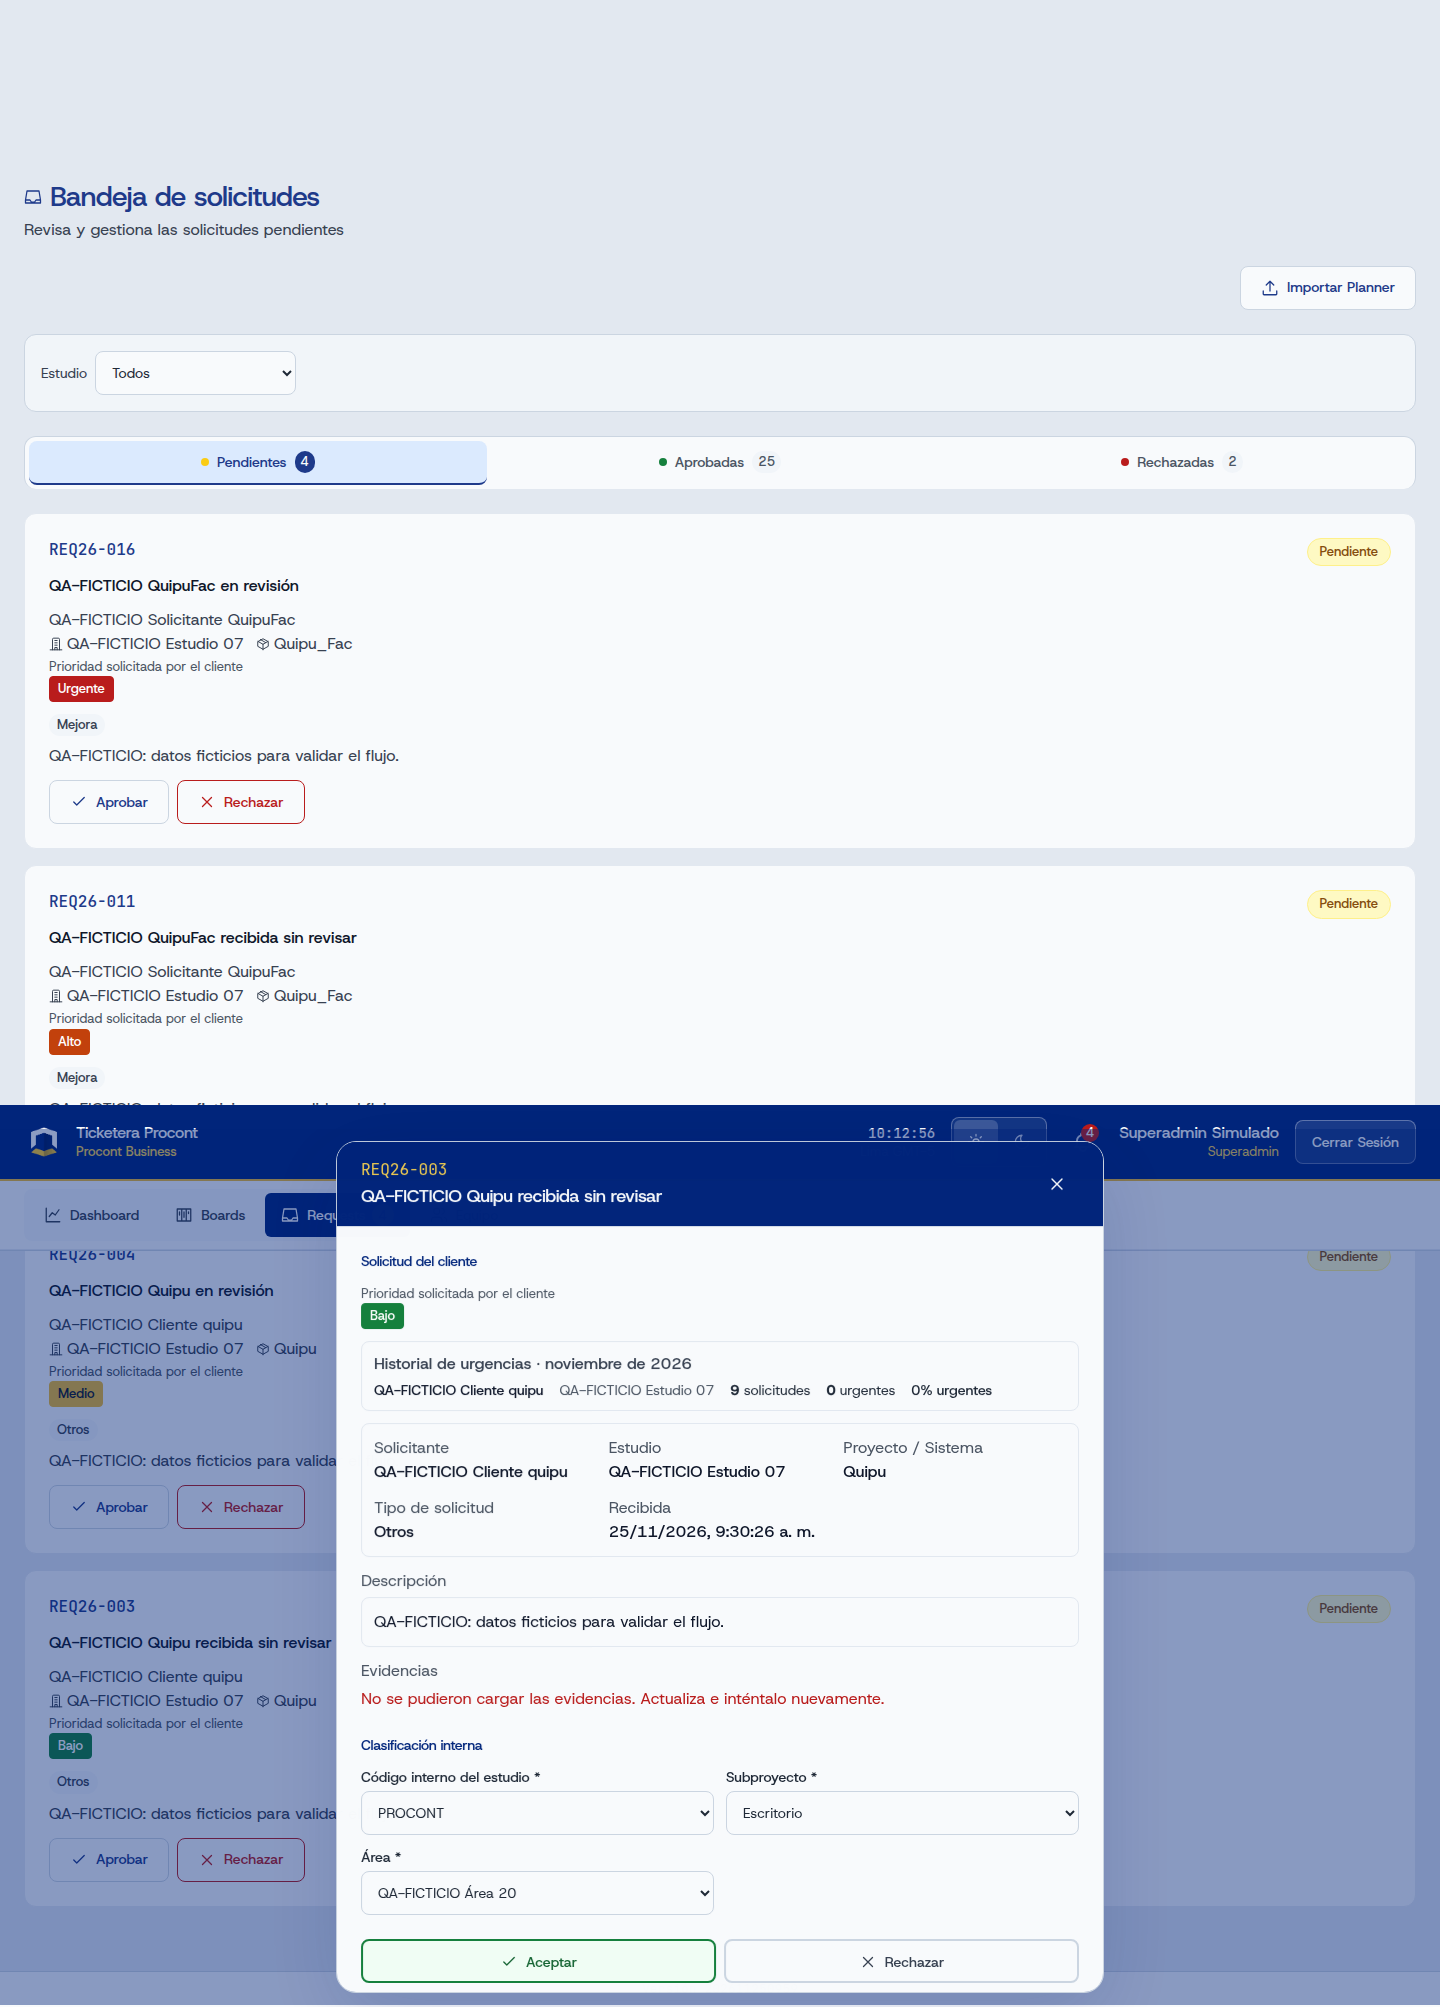 Bandeja de solicitudes
Revisa y gestiona las solicitudes pendientes
Importar Planner
Estudio Todos
Pendientes 4 Aprobadas 25 Rechazadas 2
REQ26-016 Pendiente
QA-FICTICIO QuipuFac en revisión
QA-FICTICIO Solicitante QuipuFac
QA-FICTICIO Estudio 07 Quipu_Fac
Prioridad solicitada por el cliente
Urgente
Mejora
QA-FICTICIO: datos ficticios para validar el flujo.
Aprobar Rechazar
REQ26-011 Pendiente
QA-FICTICIO QuipuFac recibida sin revisar
QA-FICTICIO Solicitante QuipuFac
QA-FICTICIO Estudio 07 Quipu_Fac
Prioridad solicitada por el cliente
Alto
Mejora
Ticketera Procont
Procont Business
10:12:56
4
Superadmin Simulado
Superadmin
Cerrar Sesión
Dashboard Boards
REQ26-004 Pendiente
QA-FICTICIO Quipu en revisión
QA-FICTICIO Cliente quipu
QA-FICTICIO Estudio 07 Quipu
Prioridad solicitada por el cliente
Medio
Otros
QA-FICTICIO: datos ficticios para valida
Aprobar Rechazar
REQ26-003 Pendiente
QA-FICTICIO Quipu recibida sin revisar
QA-FICTICIO Cliente quipu
QA-FICTICIO Estudio 07 Quipu
Prioridad solicitada por el cliente
Bajo
Otros
QA-FICTICIO: datos ficticios para valida
Aprobar Rechazar
REQ26-003
QA-FICTICIO Quipu recibida sin revisar
Solicitud del cliente
Prioridad solicitada por el cliente
Bajo
Historial de urgencias · noviembre de 2026
QA-FICTICIO Cliente quipu QA-FICTICIO Estudio 07 9 solicitudes 0 urgentes 0% urgentes
Solicitante Estudio Proyecto / Sistema
QA-FICTICIO Cliente quipu QA-FICTICIO Estudio 07 Quipu
Tipo de solicitud Recibida
Otros 25/11/2026, 9:30:26 a. m.
Descripción
QA-FICTICIO: datos ficticios para validar el flujo.
Evidencias
No se pudieron cargar las evidencias. Actualiza e inténtalo nuevamente.
Clasificación interna
Código interno del estudio * Subproyecto *
PROCONT Escritorio
Área *
QA-FICTICIO Área 20
Aceptar Rechazar